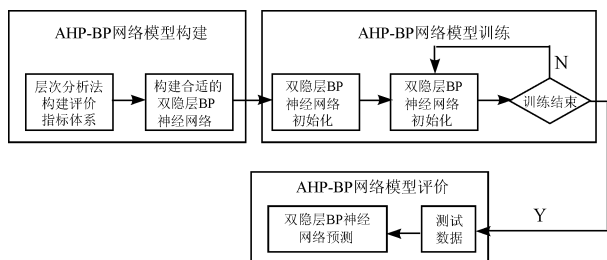 AHP-BP网络模型构建
层次分析法
构建评价
指标体系
构建合适的
双隐层BP
神经网络
AHP-BP网络模型训练
双隐层BP
神经网络
初始化
双隐层BP
神经网络
初始化
训练结束
N
Y
AHP-BP网络模型评价
双隐层BP神经
网络预测
测试
数据